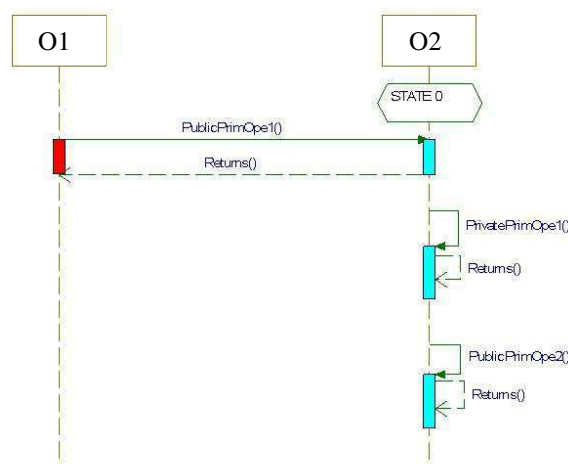 O1
O2
STATE 0
PublicPrimOpe1()
Returns()
PrivatePrimOpe1()
Returns()
PublicPrimOpe2()
Returns()